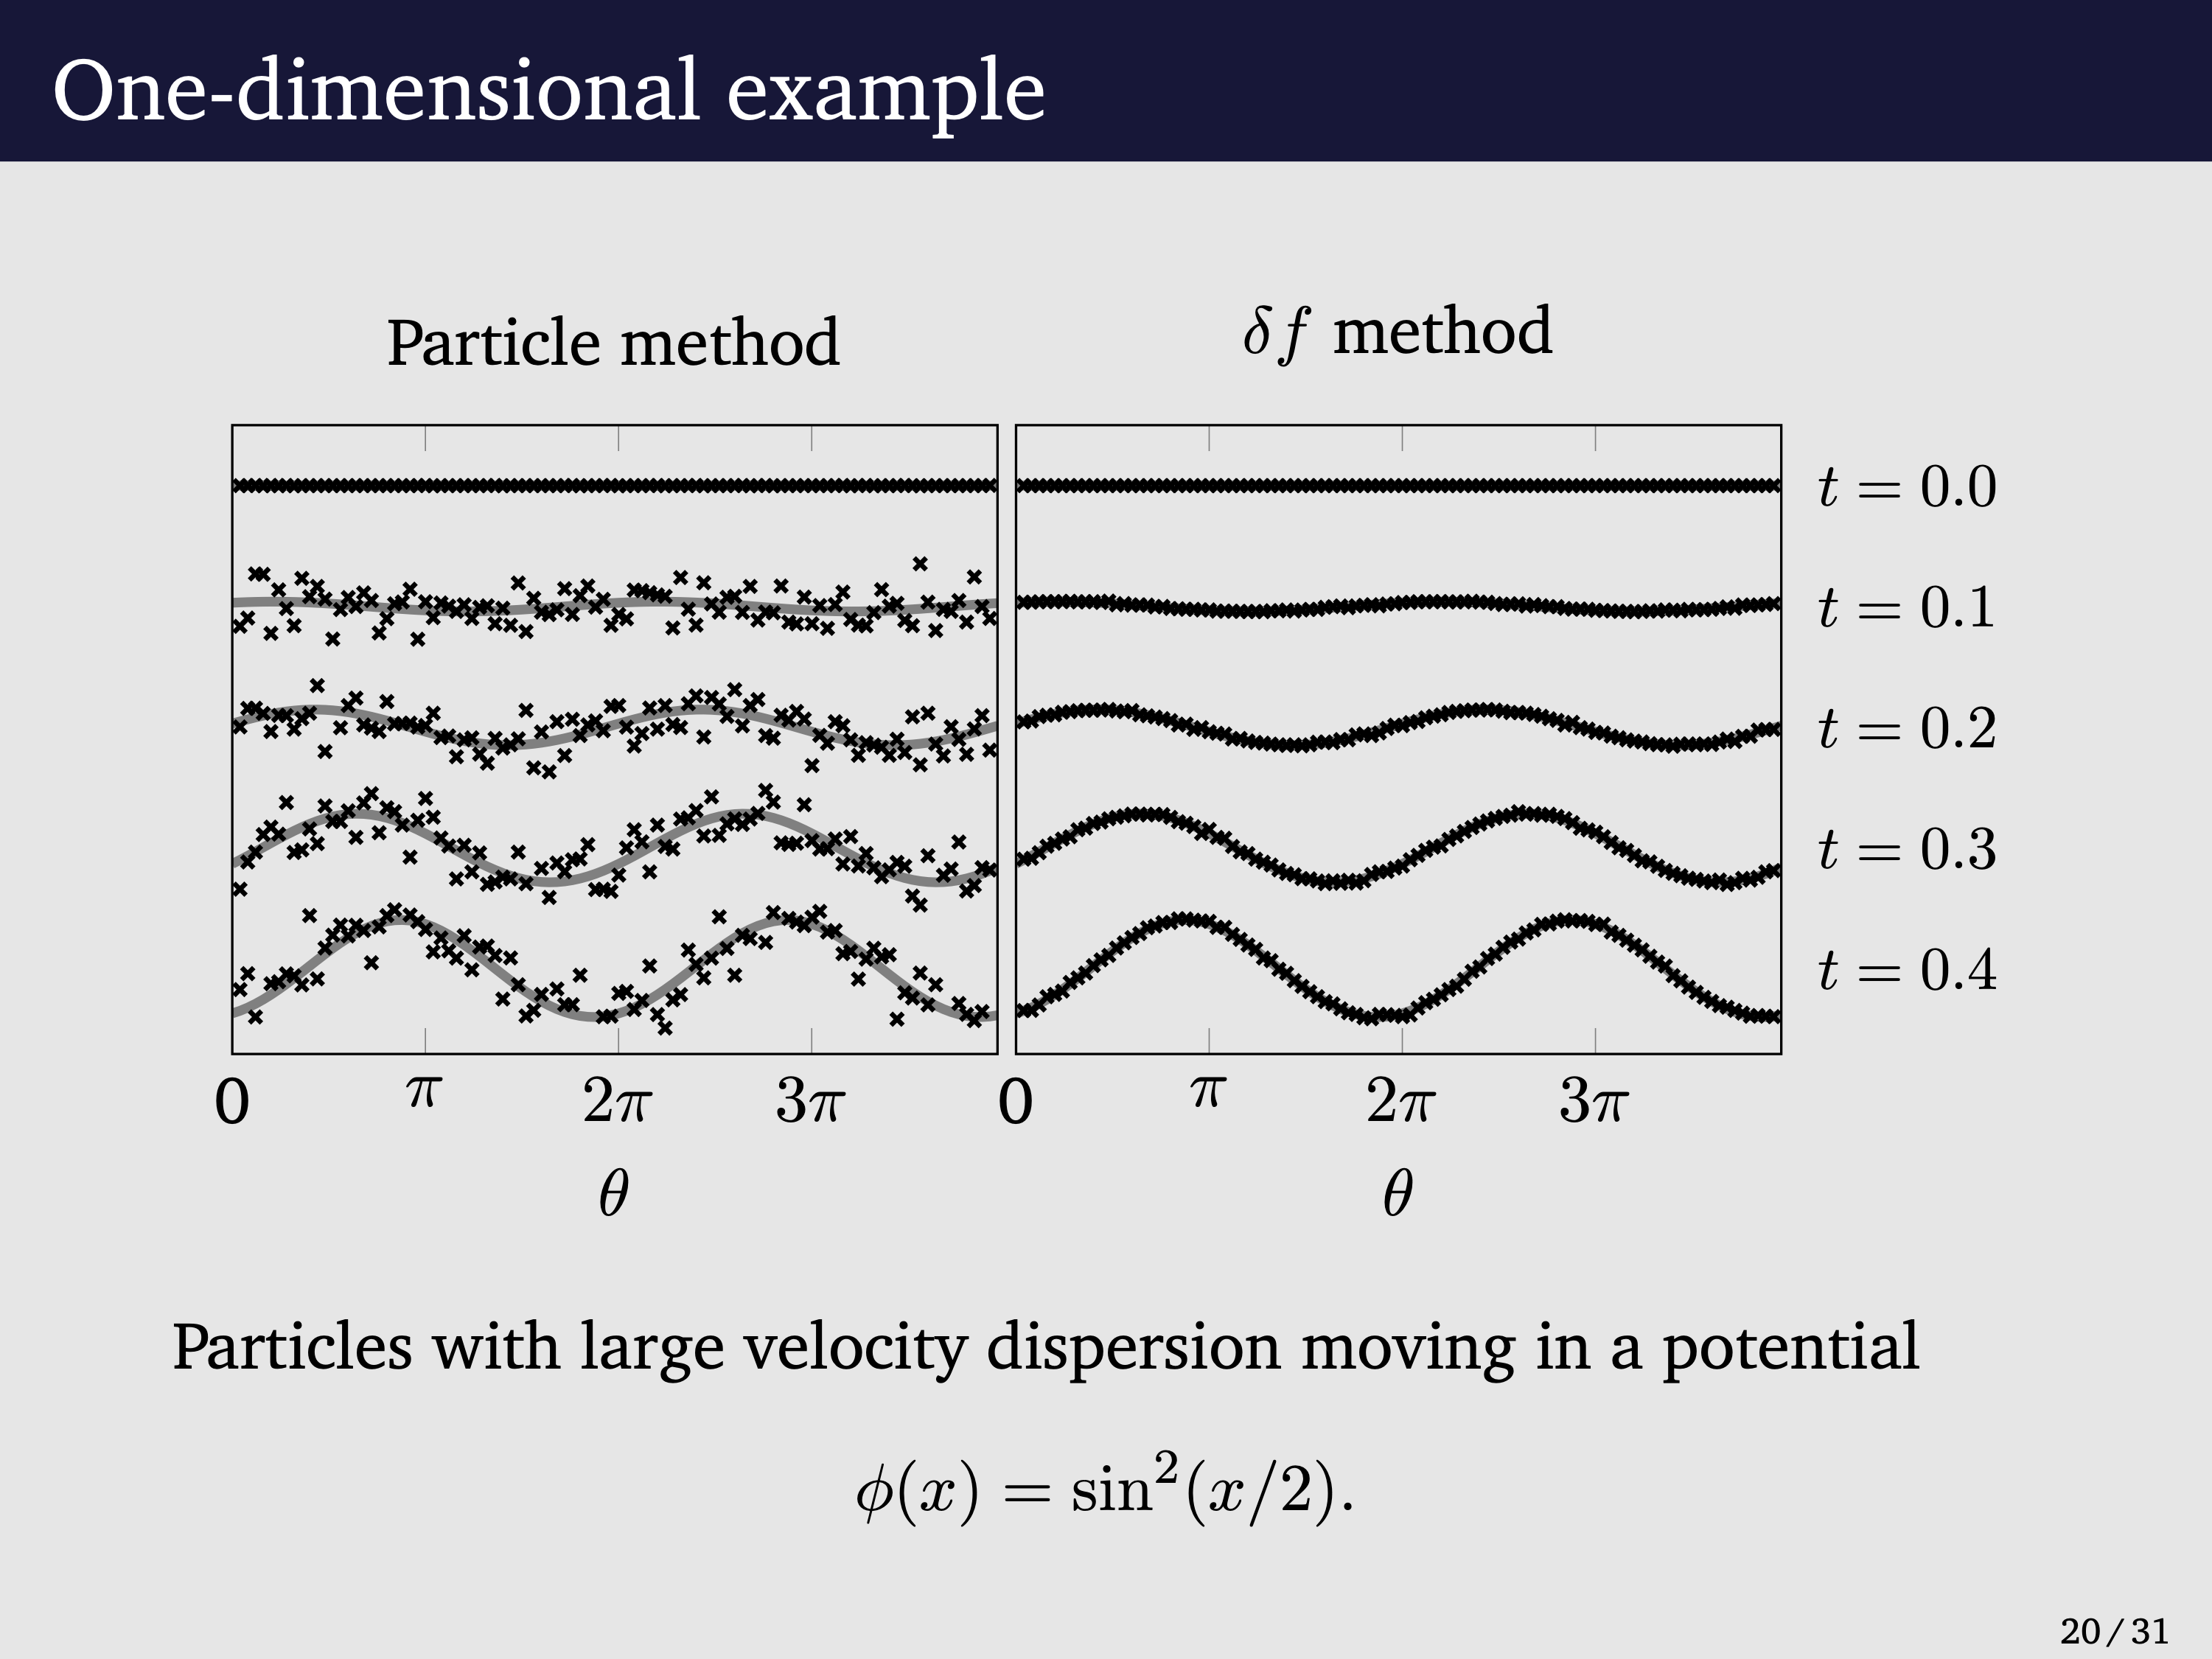 One-dimensional example
Particle method
δf method
t = 0.0
t = 0.1
t = 0.2
t = 0.3
t = 0.4
0 π 2π 3π 0 π 2π 3π
θ θ
Particles with large velocity dispersion moving in a potential
ϕ(x) = sin²(x/2).
20 / 31